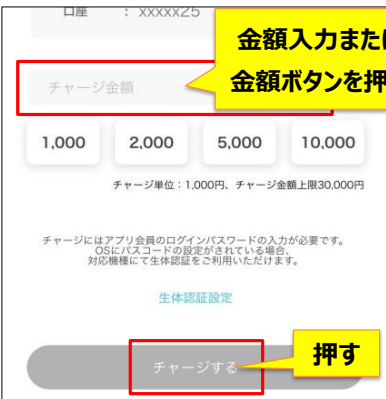 口座 : xxxxx25
金額入力または
金額ボタンを押
チャージ金額
1,000 2,000 5,000 10,000
チャージ単位：1,000円、チャージ金額上限30,000円
チャージにはアプリ会員のログインパスワードの入力が必要です。
OSにパスコードの設定がされている場合、
対応機種にて生体認証をご利用いただけます。
生体認証設定
チャージする
押す